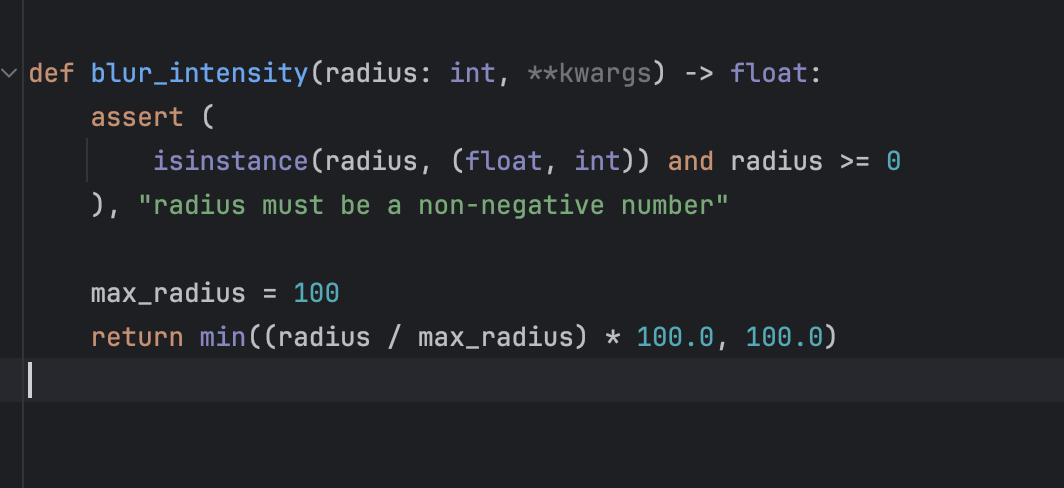 def blur_intensity(radius: int, **kwargs) -> float:
    assert (
        isinstance(radius, (float, int)) and radius >= 0
    ), "radius must be a non-negative number"

    max_radius = 100
    return min((radius / max_radius) * 100.0, 100.0)